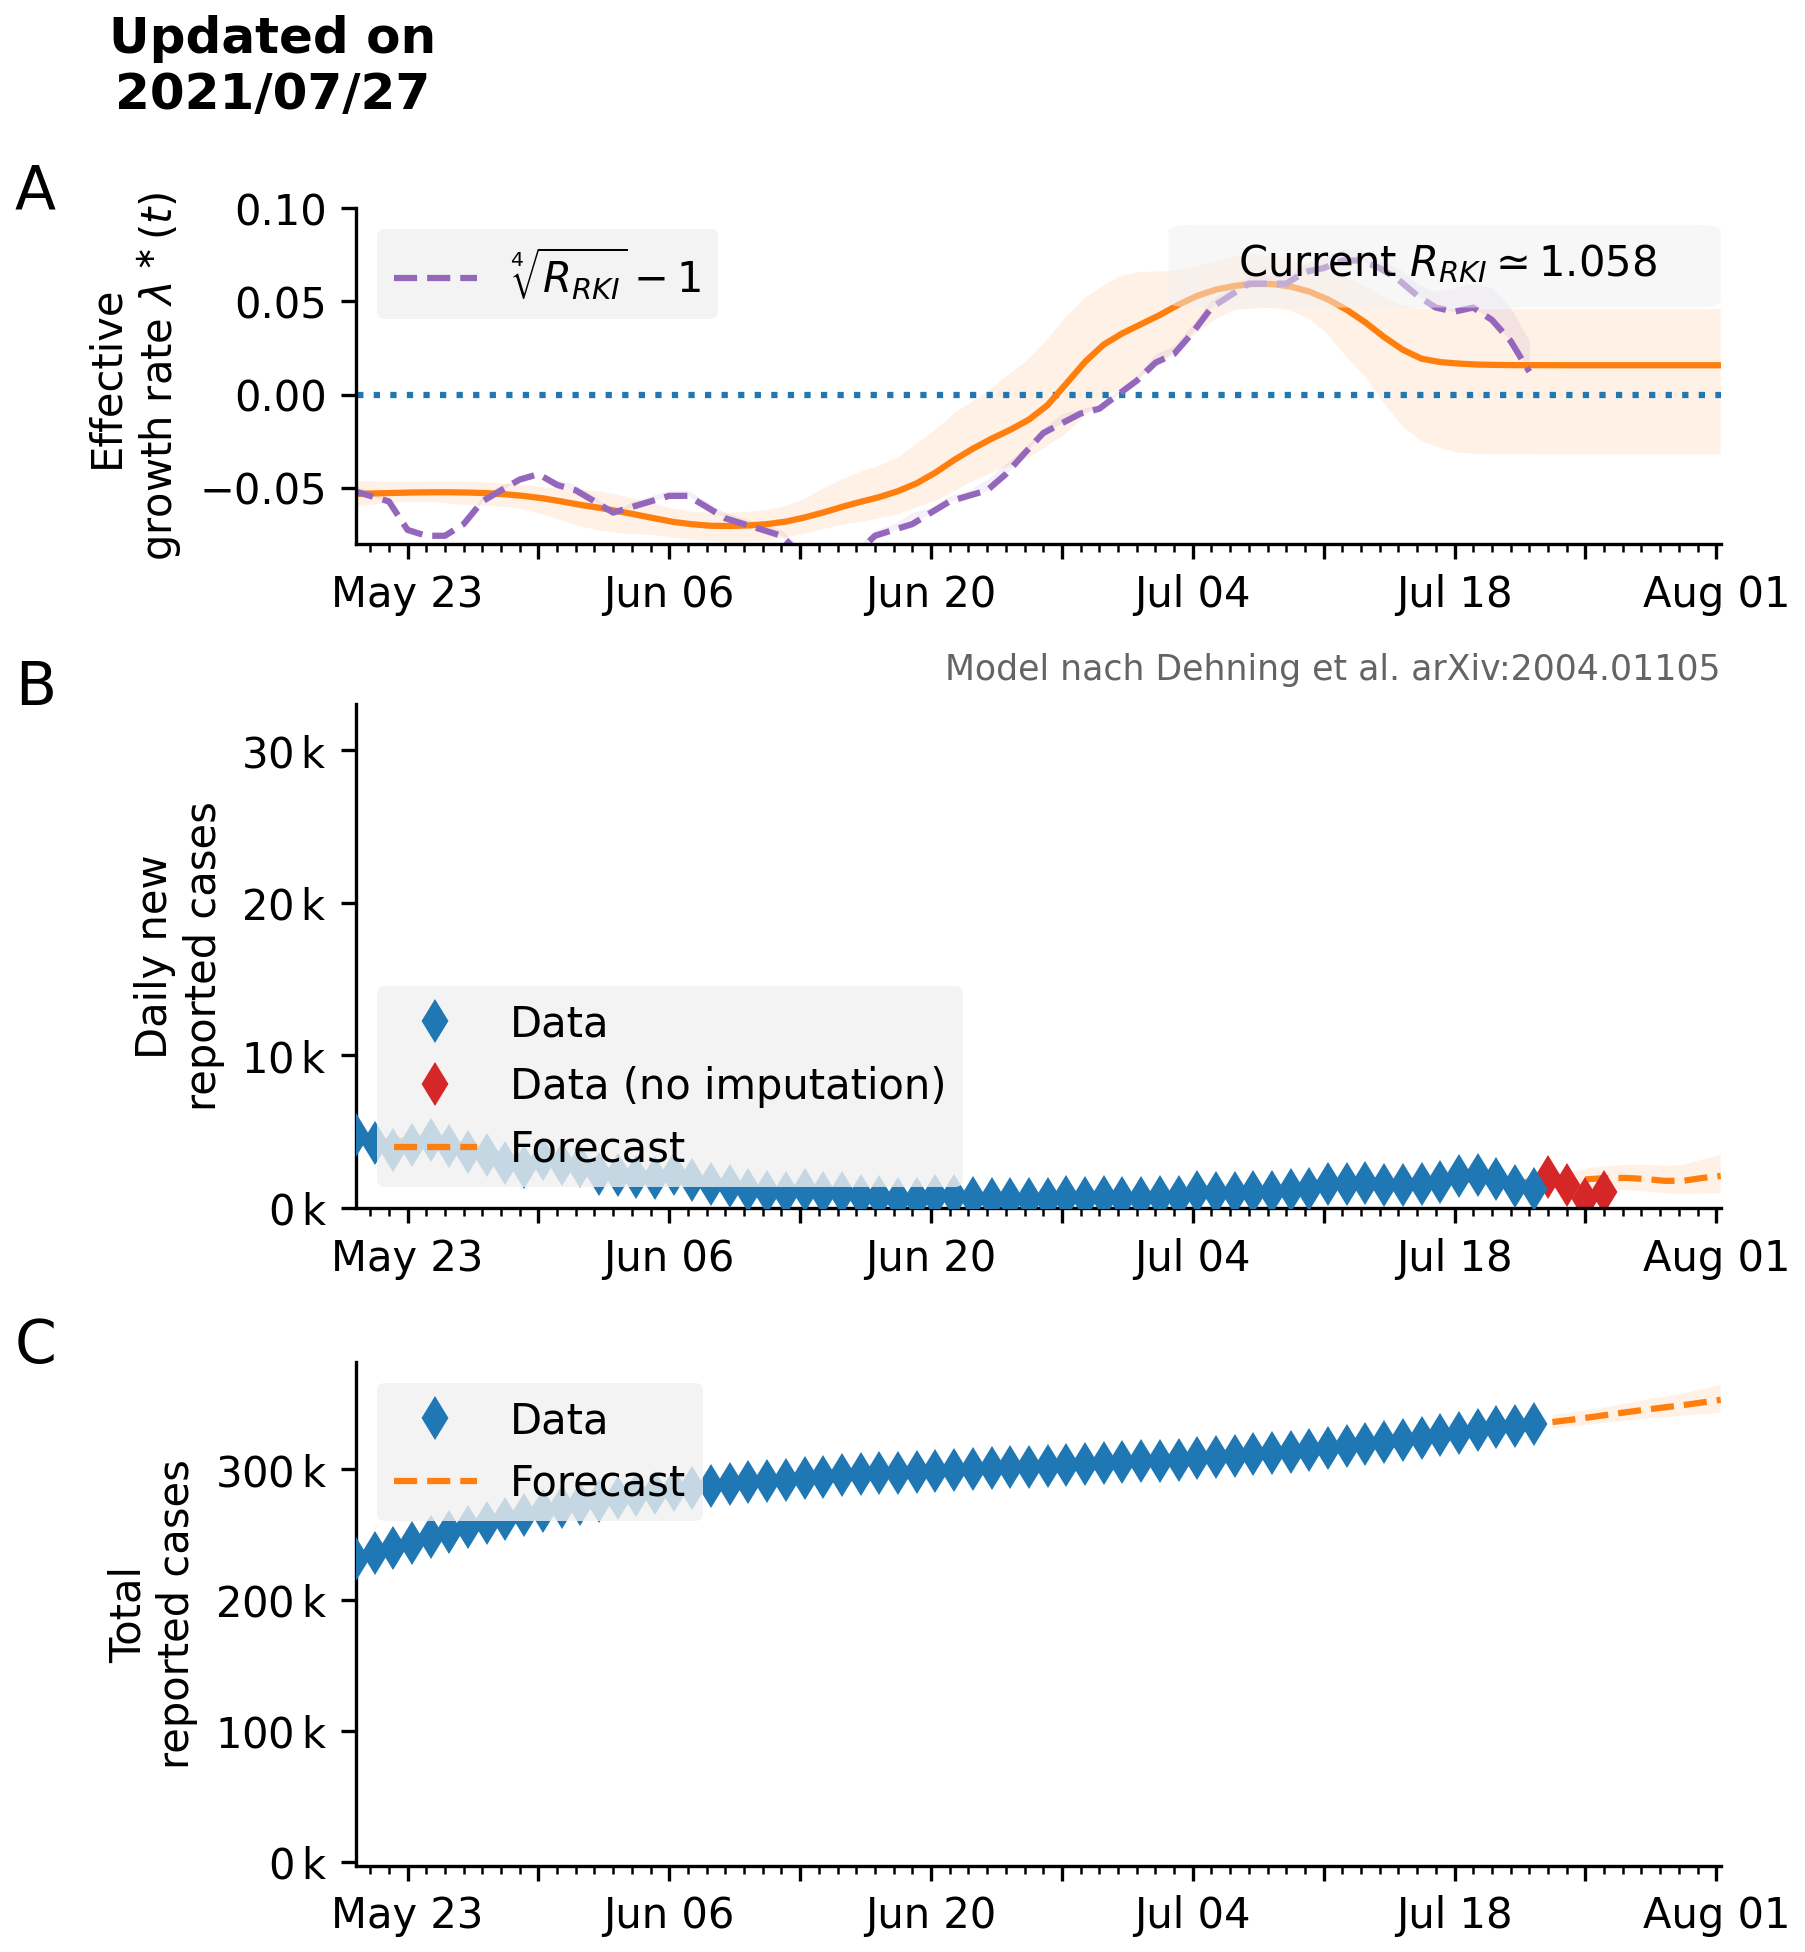 Updated on
2021/07/27
A
Effective
growth rate λ * (t)
0.10
0.05
0.00
−0.05
∜R_RKI − 1
Current R_RKI ≃ 1.058
May 23
Jun 06
Jun 20
Jul 04
Jul 18
Aug 01
Model nach Dehning et al. arXiv:2004.01105
B
Daily new
reported cases
30 k
20 k
10 k
0 k
Data
Data (no imputation)
Forecast
May 23
Jun 06
Jun 20
Jul 04
Jul 18
Aug 01
C
Total
reported cases
300 k
200 k
100 k
0 k
Data
Forecast
May 23
Jun 06
Jun 20
Jul 04
Jul 18
Aug 01